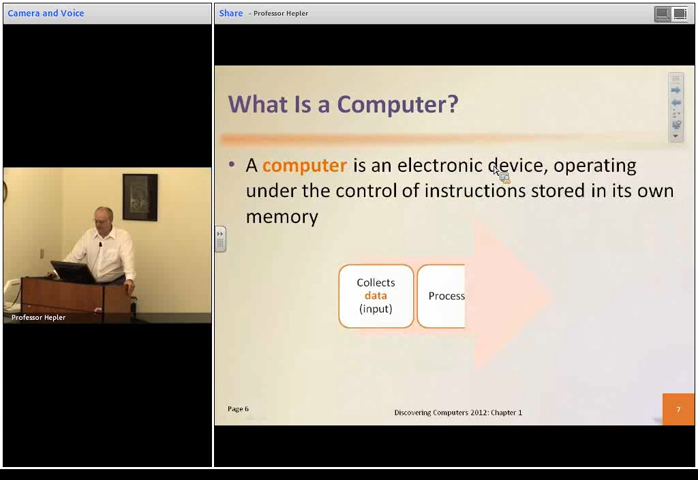 Camera and Voice
Share - Professor Hepler
What Is a Computer?
• A computer is an electronic device, operating
under the control of instructions stored in its own
memory
Collects
data
(input)
Process
Professor Hepler
Page 6
Discovering Computers 2012: Chapter 1
7